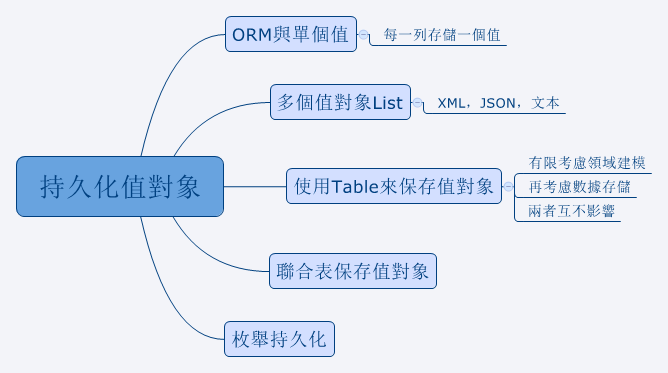 持久化值對象
ORM與單個值
每一列存儲一個值
多個值對象List
XML，JSON，文本
使用Table來保存值對象
有限考慮領域建模
再考慮數據存儲
兩者互不影響
聯合表保存值對象
枚舉持久化